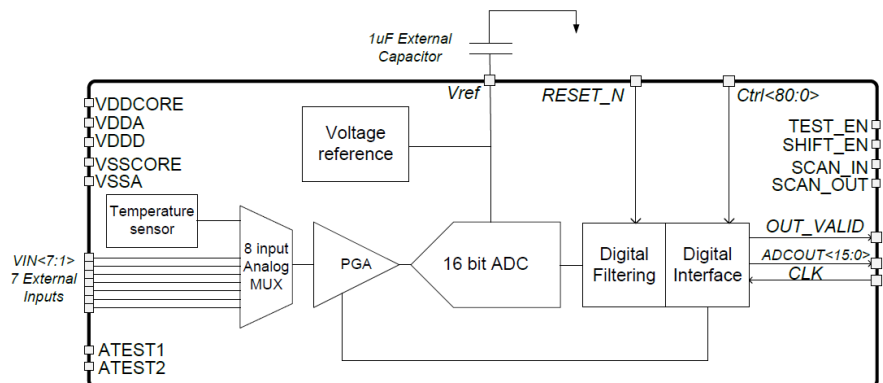 1uF External
Capacitor
Vref
RESET_N
Ctrl<80:0>
VDDCORE
VDDA
VDDD
VSSCORE
VSSA
Voltage
reference
TEST_EN
SHIFT_EN
SCAN_IN
SCAN_OUT
Temperature
sensor
VIN<7:1>
7 External
Inputs
8 input
Analog
MUX
PGA
16 bit ADC
Digital
Filtering
Digital
Interface
OUT_VALID
ADCOUT<15:0>
CLK
ATEST1
ATEST2